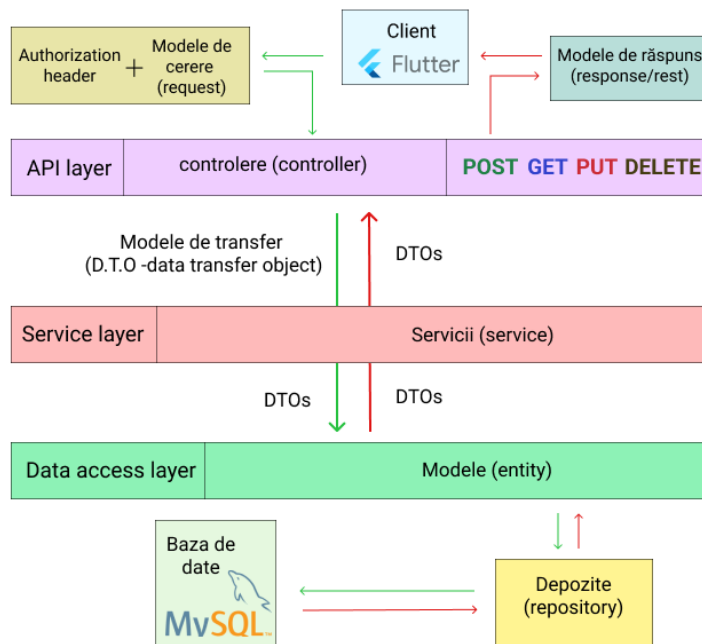 Client
Flutter
Authorization
header
+
Modele de
cerere
(request)
Modele de răspuns
(response/rest)
API layer
controlere (controller)
POST GET PUT DELETE
Modele de transfer
(D.T.O -data transfer object)
DTOs
Service layer
Servicii (service)
DTOs
DTOs
Data access layer
Modele (entity)
Baza de
date
MySQL
Depozite
(repository)